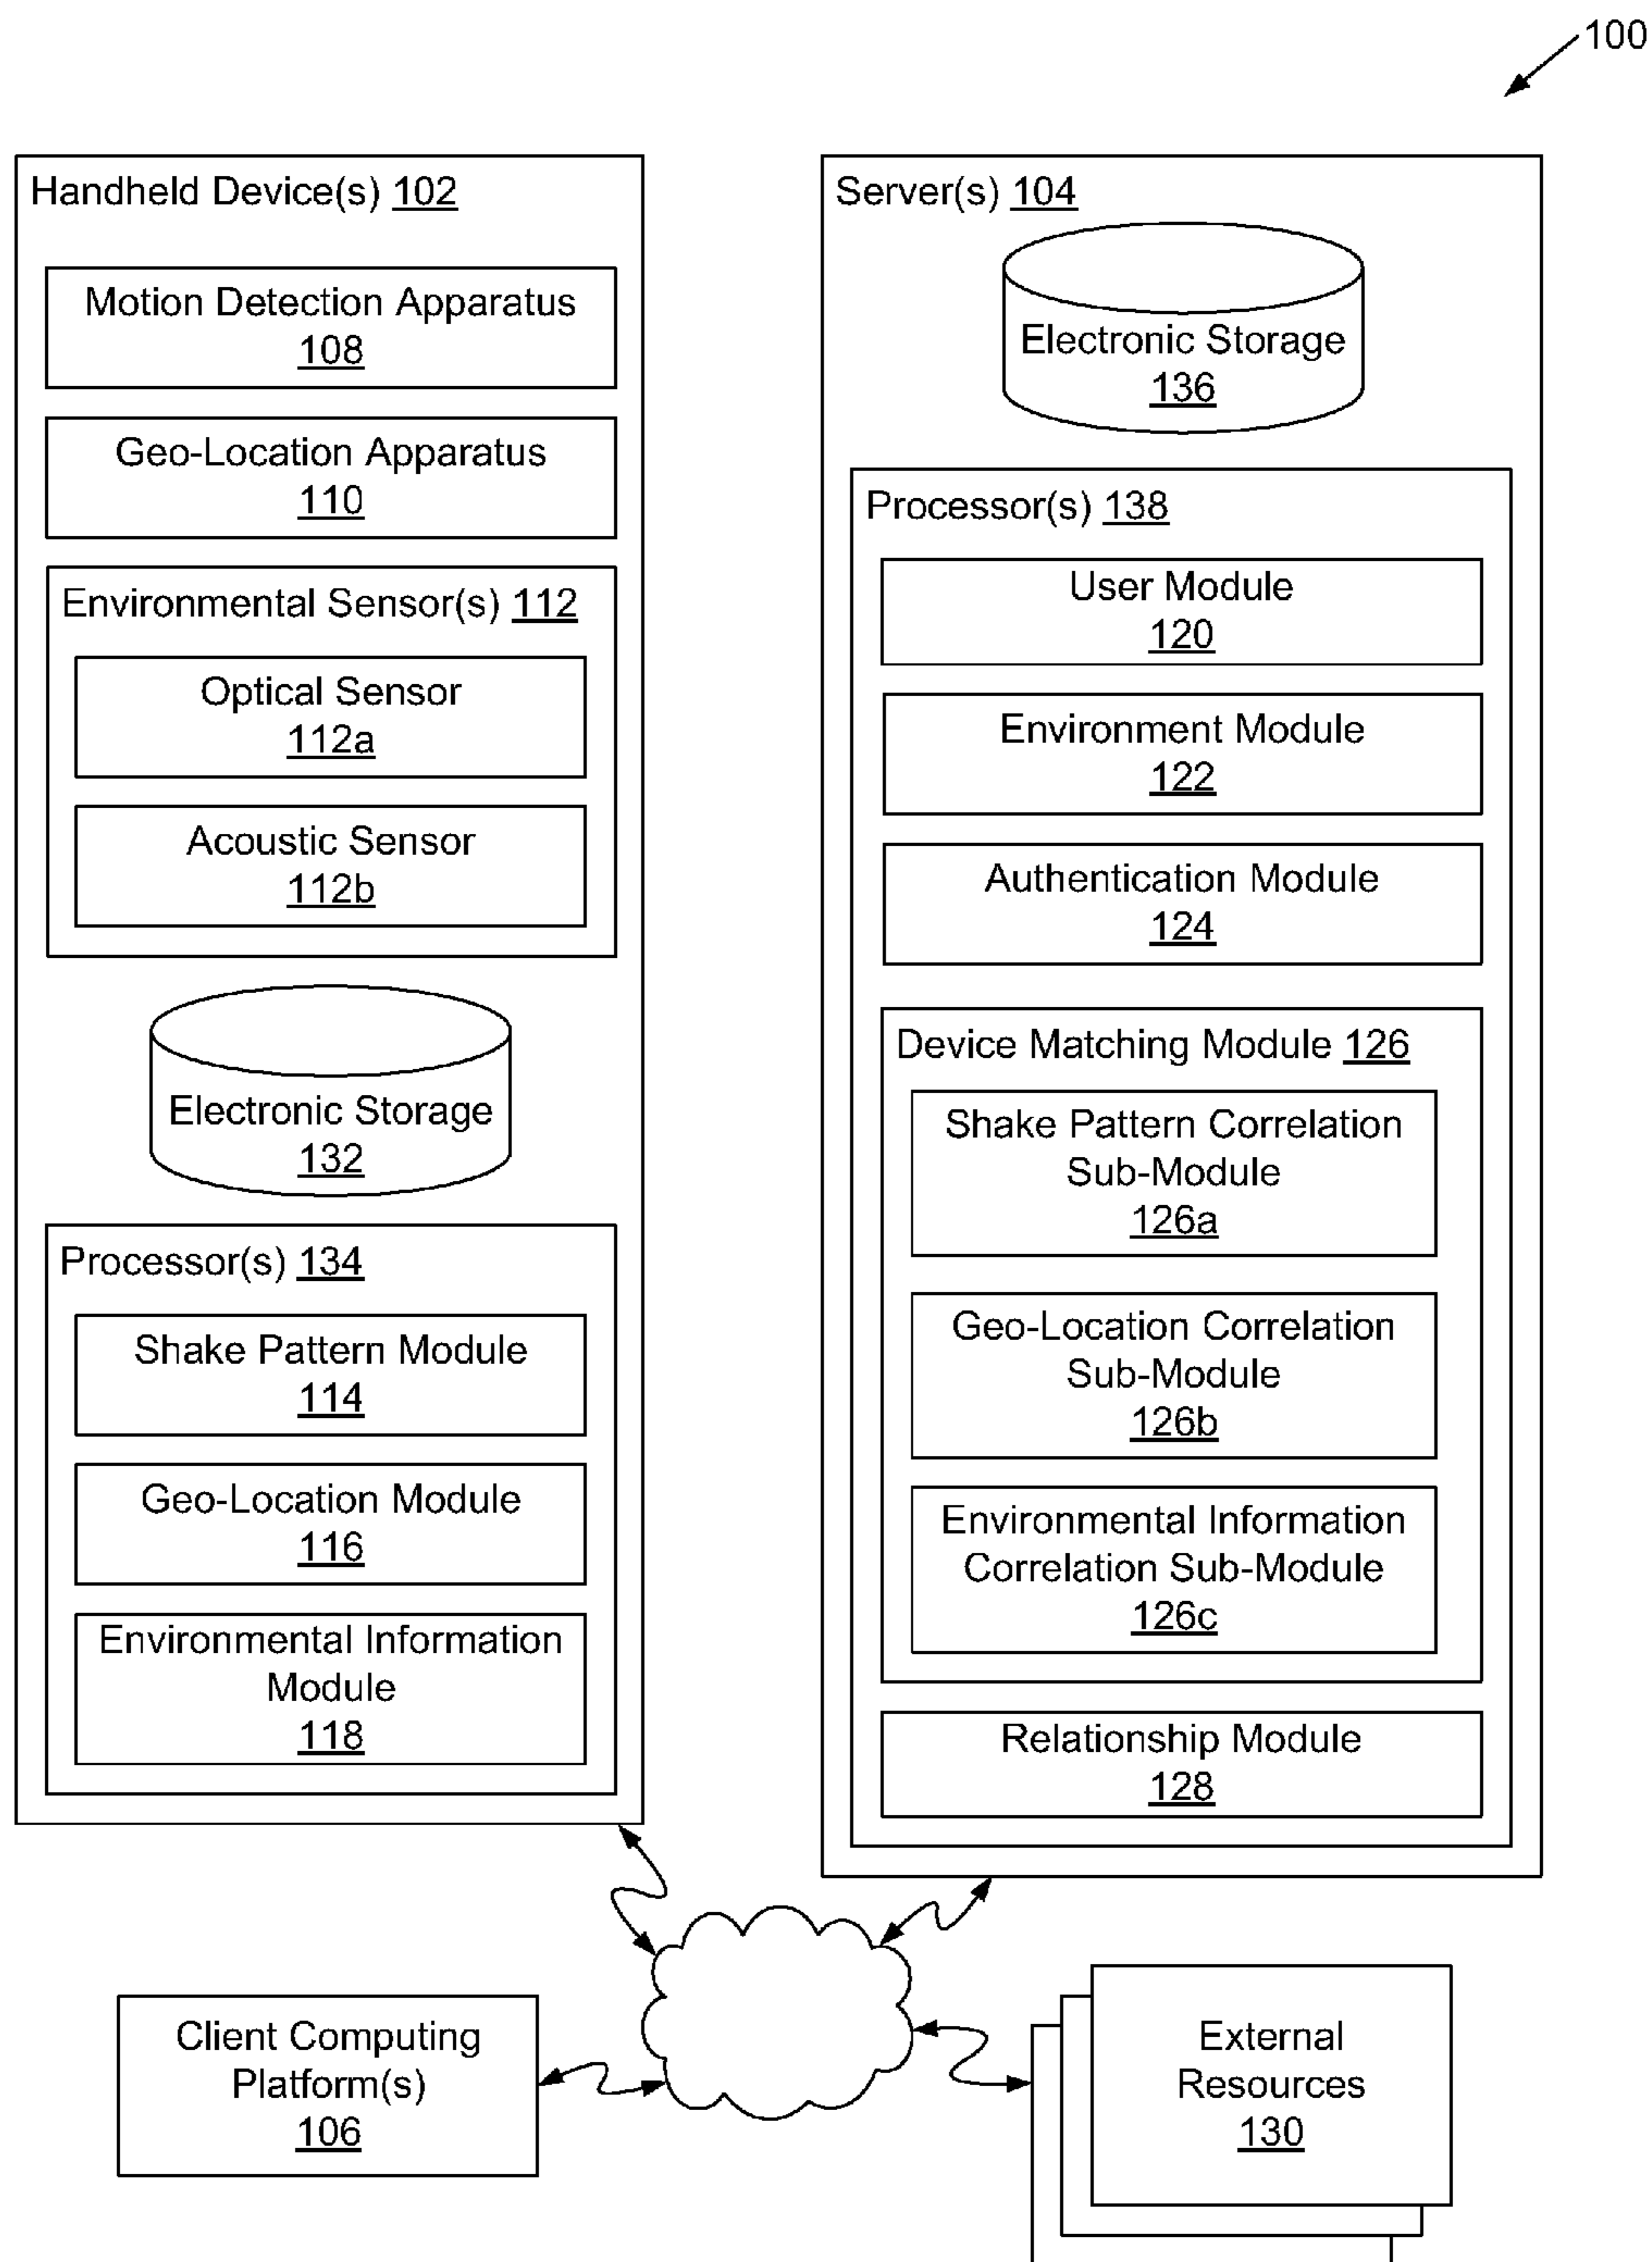 100
Handheld Device(s) 102
Motion Detection Apparatus
108
Geo-Location Apparatus
110
Environmental Sensor(s) 112
Optical Sensor
112a
Acoustic Sensor
112b
Electronic Storage
132
Processor(s) 134
Shake Pattern Module
114
Geo-Location Module
116
Environmental Information
Module
118
Server(s) 104
Electronic Storage
136
Processor(s) 138
User Module
120
Environment Module
122
Authentication Module
124
Device Matching Module 126
Shake Pattern Correlation
Sub-Module
126a
Geo-Location Correlation
Sub-Module
126b
Environmental Information
Correlation Sub-Module
126c
Relationship Module
128
Client Computing
Platform(s)
106
External
Resources
130